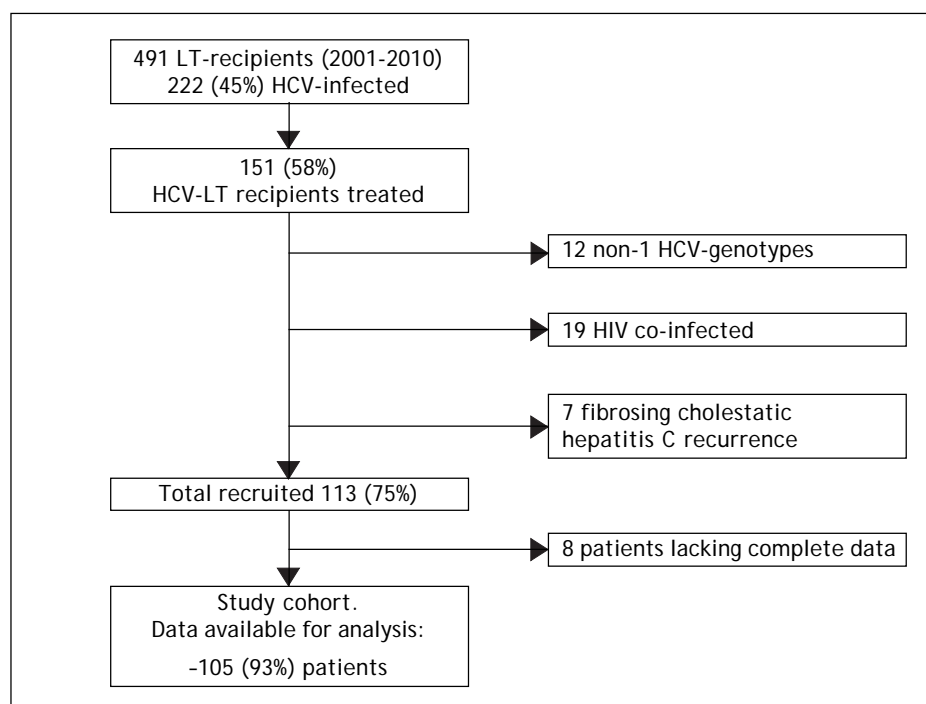 491 LT-recipients (2001-2010)
222 (45%) HCV-infected
151 (58%)
HCV-LT recipients treated
12 non-1 HCV-genotypes
19 HIV co-infected
7 fibrosing cholestatic
hepatitis C recurrence
Total recruited 113 (75%)
8 patients lacking complete data
Study cohort.
Data available for analysis:
–105 (93%) patients